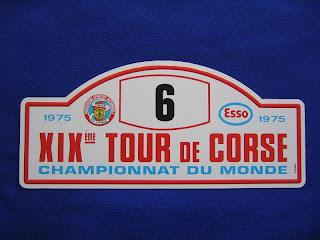 6
1975 Esso 1975
XIXème TOUR DE CORSE
CHAMPIONNAT DU MONDE